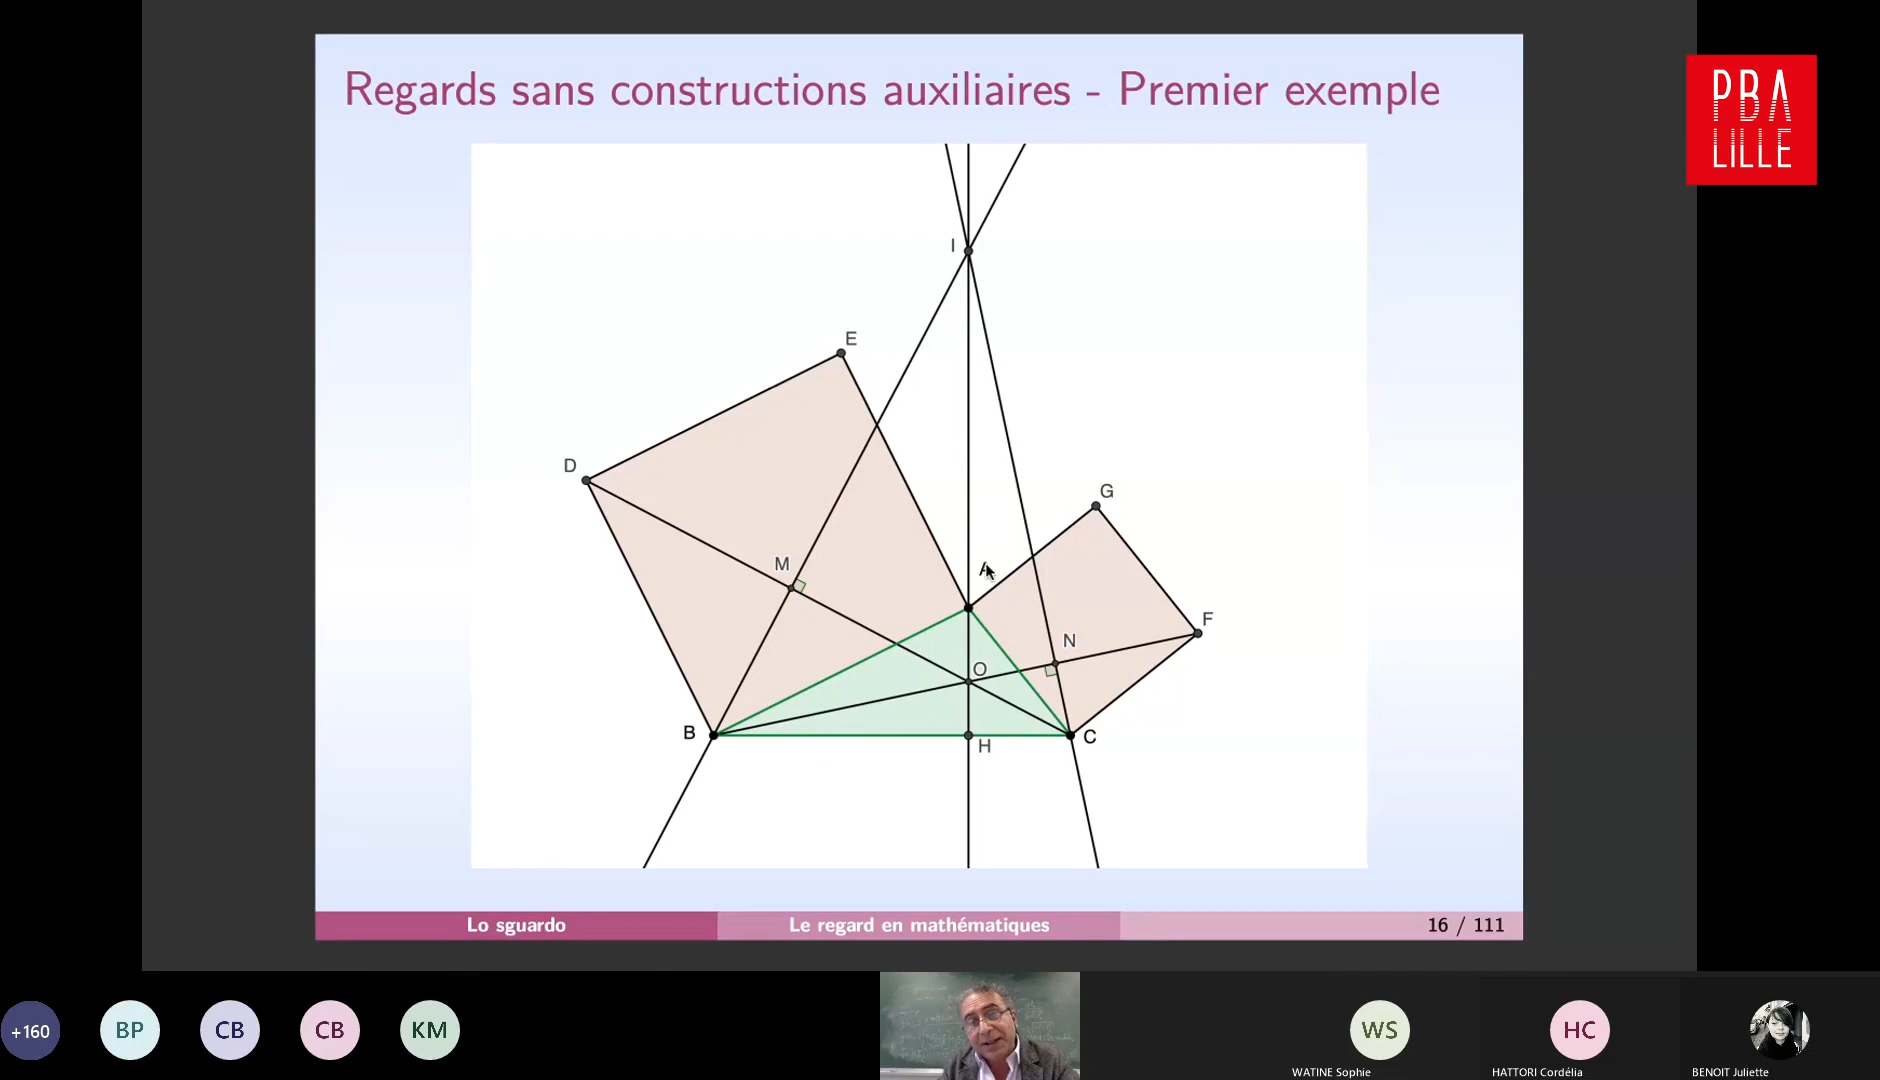 Regards sans constructions auxiliaires - Premier exemple
PBA
LILLE
I
E
D
G
M
A
F
N
O
B
H
C
Lo sguardo
Le regard en mathématiques
16 / 111
+160
BP
CB
CB
KM
WS
HC
WATINE Sophie
HATTORI Cordélia
BENOIT Juliette